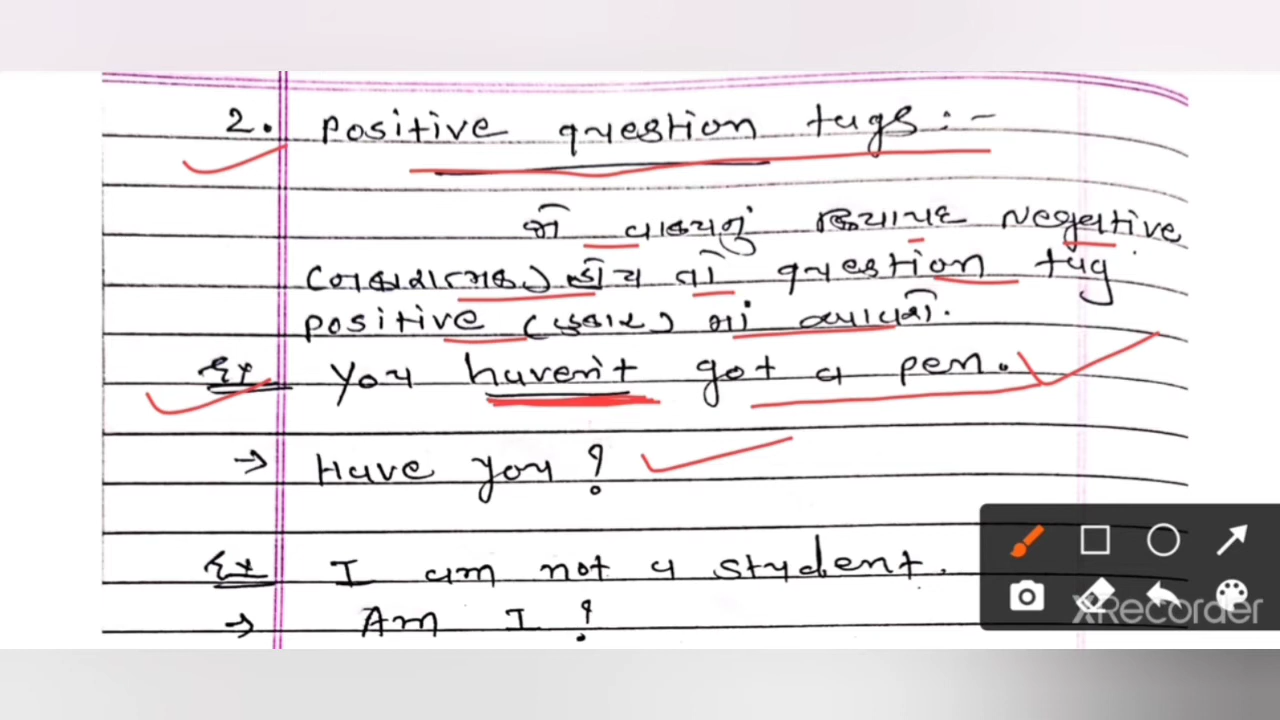 2. Positive question tags :-
જો વાક્યનું ક્રિયાપદ Negative
(નકારાત્મક) હોય તો question tag
positive (હકાર) માં આપવો.
Ex You haven't got a pen.
→ Have you ?
Ex I am not a student.
→ Am I ?
XRecorder